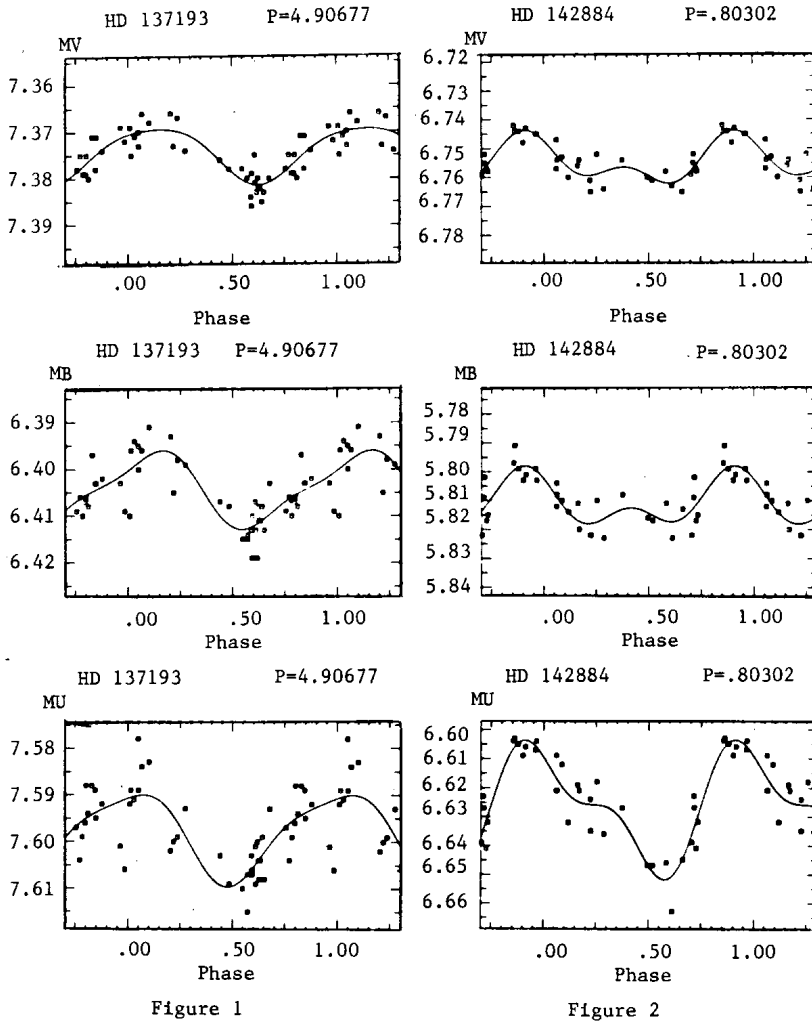 HD 137193 P=4.90677
MV
7.36
7.37
7.38
7.39
.00 .50 1.00
Phase
HD 142884 P=.80302
MV
6.72
6.73
6.74
6.75
6.76
6.77
6.78
.00 .50 1.00
Phase
HD 137193 P=4.90677
MB
6.39
6.40
6.41
6.42
.00 .50 1.00
Phase
HD 142884 P=.80302
MB
5.78
5.79
5.80
5.81
5.82
5.83
5.84
.00 .50 1.00
Phase
HD 137193 P=4.90677
MU
7.58
7.59
7.60
7.61
.00 .50 1.00
Phase
Figure 1
HD 142884 P=.80302
MU
6.60
6.61
6.62
6.63
6.64
6.65
6.66
.00 .50 1.00
Phase
Figure 2